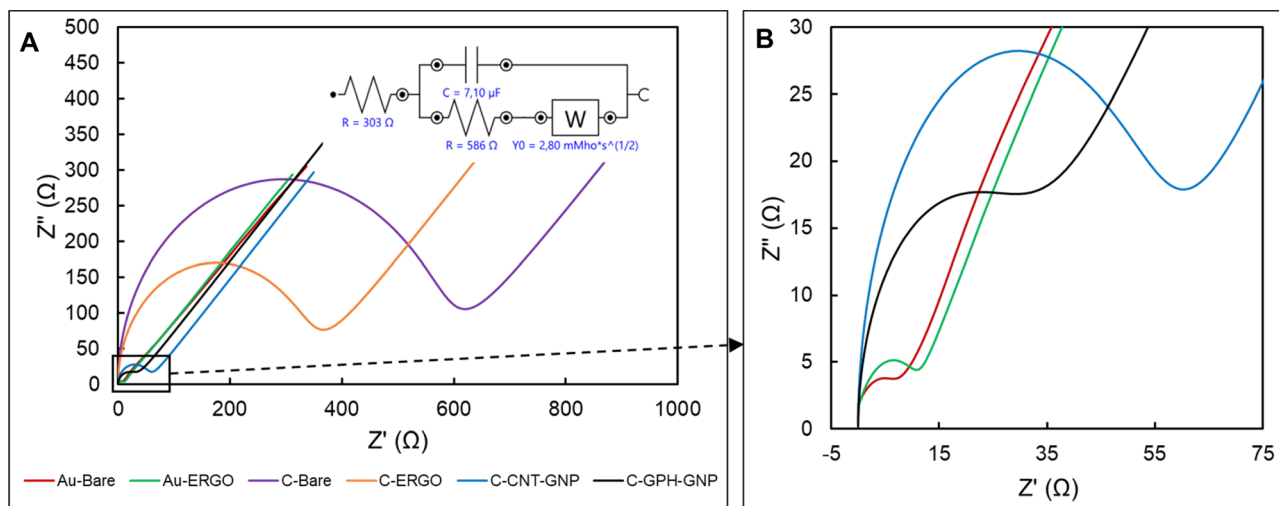 A
500
450
400
350
300
250
200
150
100
50
0
Z'' (Ω)
0 200 400 600 800 1000
Z' (Ω)
C = 7,10 µF
R = 303 Ω
R = 586 Ω
W
Y0 = 2,80 mMho*s^(1/2)
Au-Bare Au-ERGO C-Bare C-ERGO C-CNT-GNP C-GPH-GNP
B
30
25
20
15
10
5
0
Z'' (Ω)
-5 15 35 55 75
Z' (Ω)